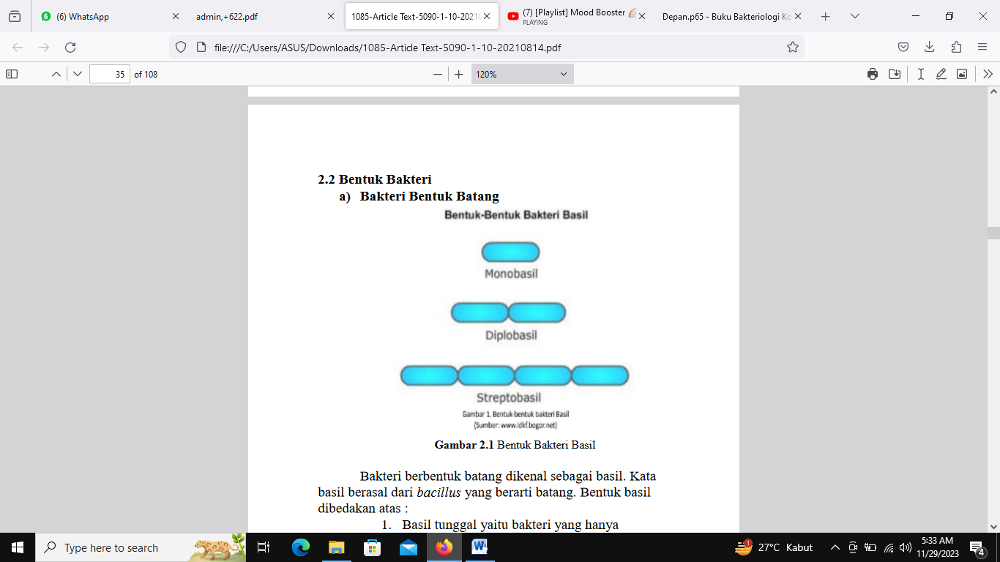 (6) WhatsApp
admin,+622.pdf
1085-Article Text-5090-1-10-20210
(7) [Playlist] Mood Booster
PLAYING
Depan.p65 - Buku Bakteriologi Ko
file:///C:/Users/ASUS/Downloads/1085-Article Text-5090-1-10-20210814.pdf
35 of 108
120%
2.2 Bentuk Bakteri
a) Bakteri Bentuk Batang
Bentuk-Bentuk Bakteri Basil
Monobasil
Diplobasil
Streptobasil
Gambar 1. Bentuk-bentuk bakteri Basil
(Sumber: www.idkf.bogor.net)
Gambar 2.1 Bentuk Bakteri Basil
Bakteri berbentuk batang dikenal sebagai basil. Kata
basil berasal dari bacillus yang berarti batang. Bentuk basil
dibedakan atas :
1. Basil tunggal yaitu bakteri yang hanya
Type here to search
27°C Kabut
5:33 AM
11/29/2023
4